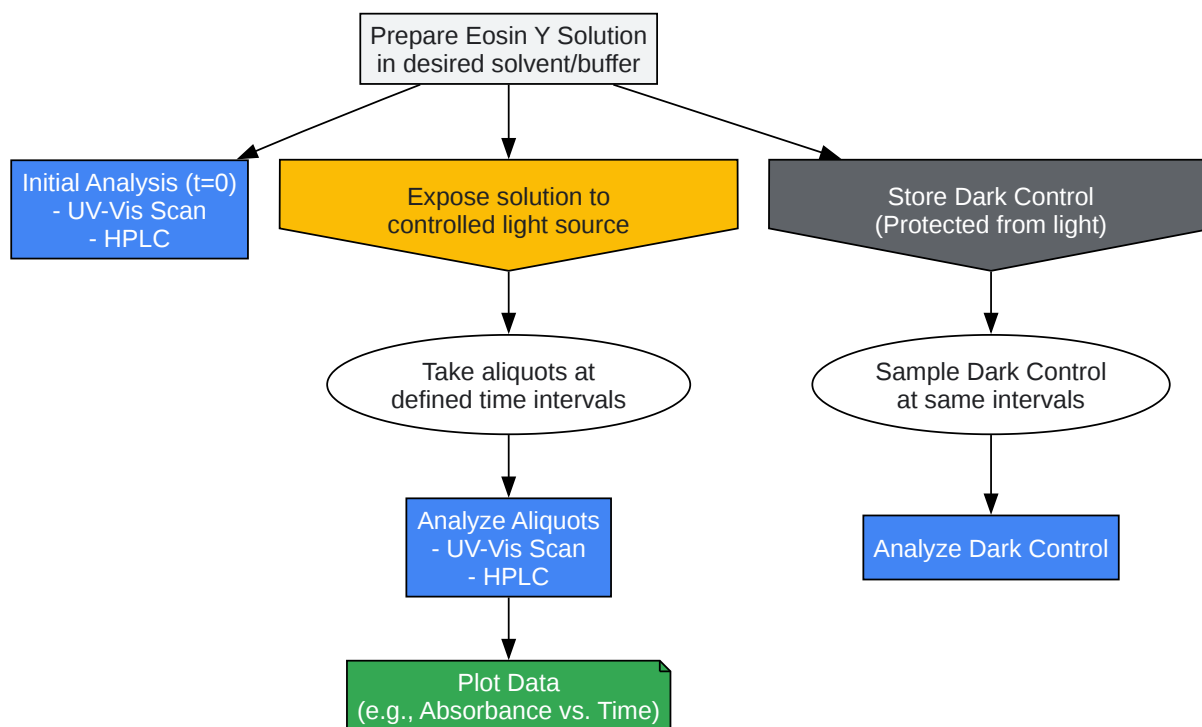 Prepare Eosin Y Solution
in desired solvent/buffer
Initial Analysis (t=0)
- UV-Vis Scan
- HPLC
Expose solution to
controlled light source
Store Dark Control
(Protected from light)
Take aliquots at
defined time intervals
Sample Dark Control
at same intervals
Analyze Aliquots
- UV-Vis Scan
- HPLC
Analyze Dark Control
Plot Data
(e.g., Absorbance vs. Time)